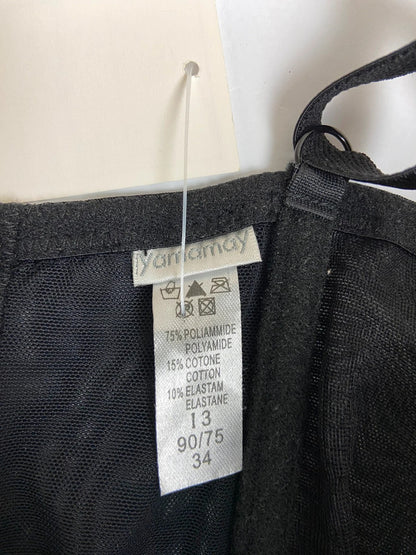 yamamay
75% POLIAMMIDE
POLYAMIDE
15% COTONE
COTTON
10% ELASTAM
ELASTANE
I 3
90/75
34